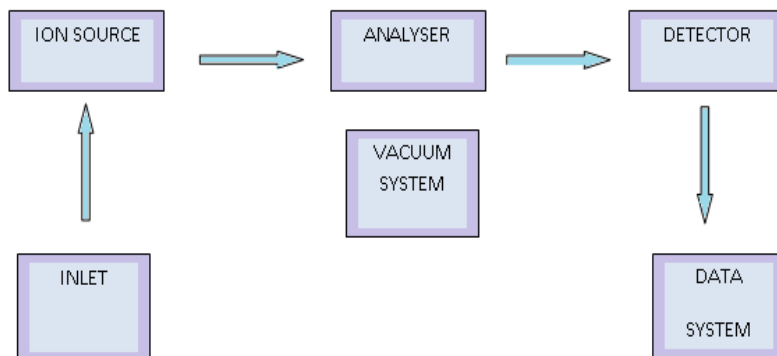 ION SOURCE
ANALYSER
DETECTOR
VACUUM
SYSTEM
INLET
DATA
SYSTEM